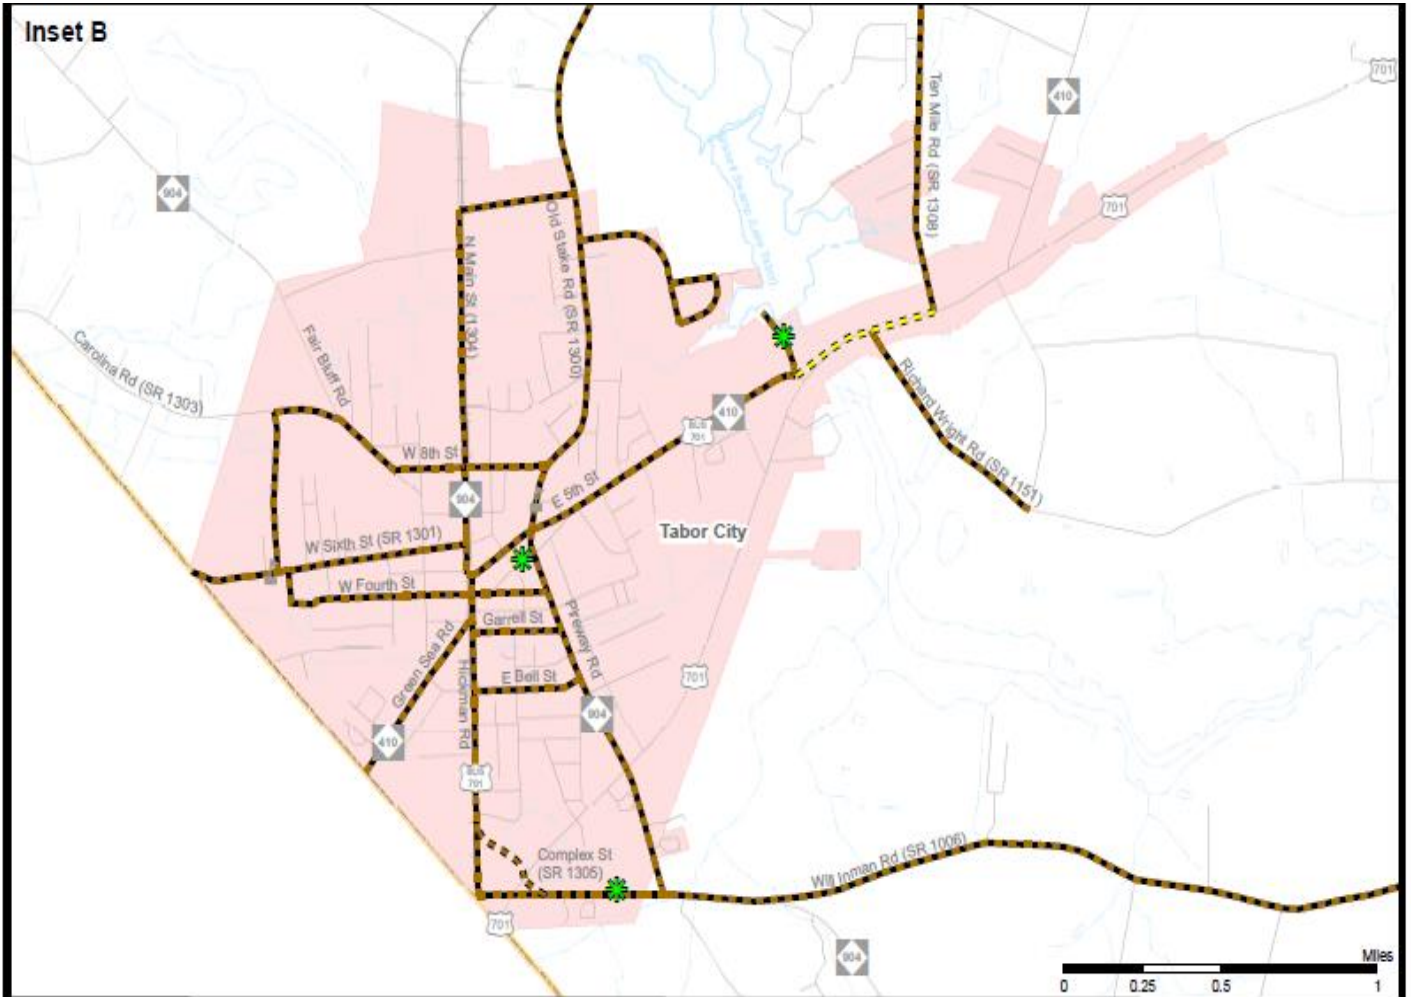 Inset B
701
410
Ten Mile Rd (SR 1308)
904
701
Old Stake Rd (SR 1300)
N Main St (1304)
Fair Bluff Rd
Carolina Rd (SR 1303)
Richard Wright Rd (SR 1151)
410
BUS
701
W 8th St
E 5th St
904
Tabor City
W Sixth St (SR 1301)
W Fourth St
Garrell St
Pireway Rd
Green Sea Rd
E Bell St
701
Hickman Rd
904
410
BUS
701
Complex St
(SR 1305)
Will Inman Rd (SR 1006)
701
904
Miles
0
0.25
0.5
1